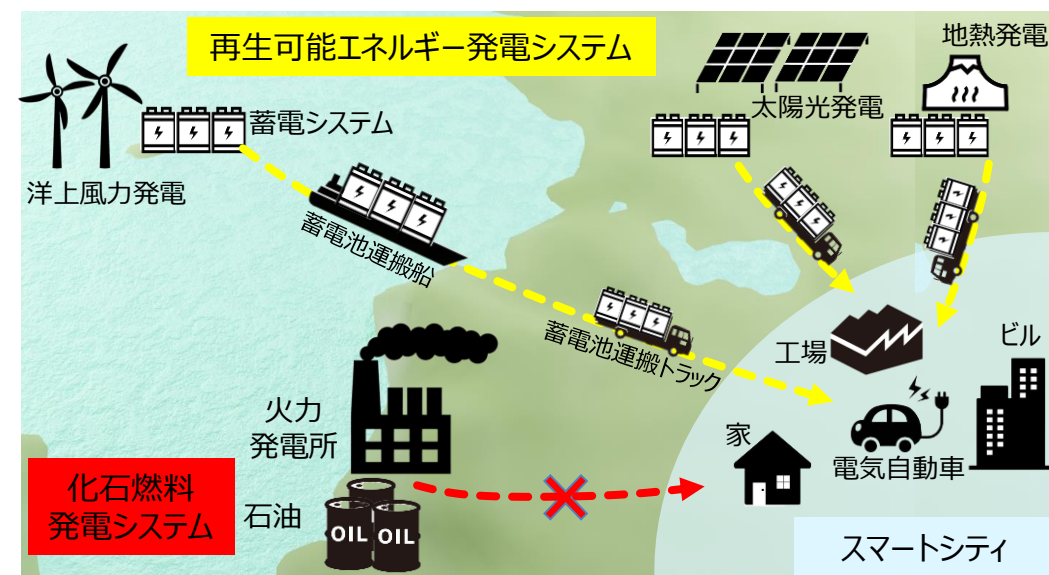 再生可能エネルギー発電システム
地熱発電
太陽光発電
蓄電システム
洋上風力発電
蓄電池運搬船
蓄電池運搬トラック
工場
ビル
火力
発電所
家
電気自動車
化石燃料
発電システム
石油
OIL
OIL
スマートシティ